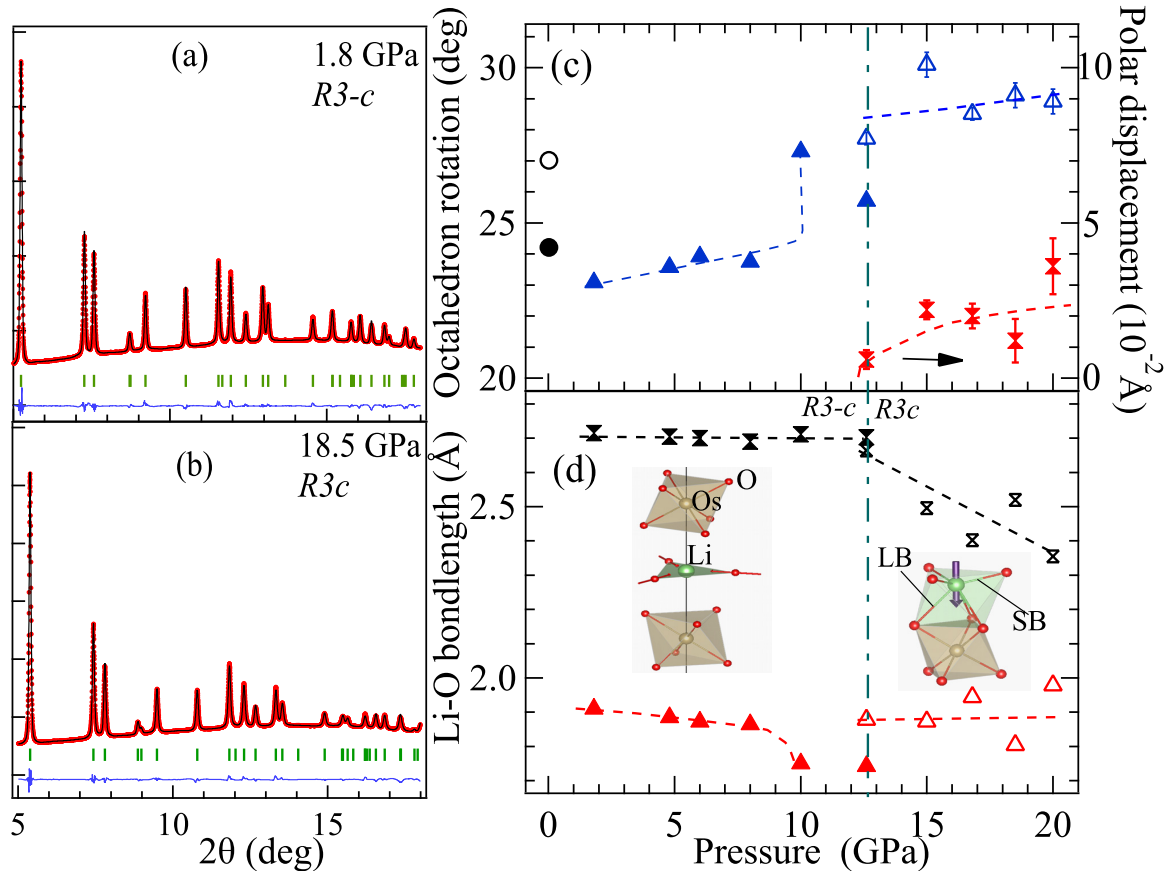 (a)
1.8 GPa
R3-c
(b)
18.5 GPa
R3c
5
10
15
2θ (deg)
Octahedron rotation (deg)
30
25
20
(c)
10
5
0
Polar displacement (10-2 Å)
R3-c
R3c
(d)
O
Os
Li
LB
SB
Li-O bondlength (Å)
2.5
2.0
0
5
10
15
20
Pressure (GPa)